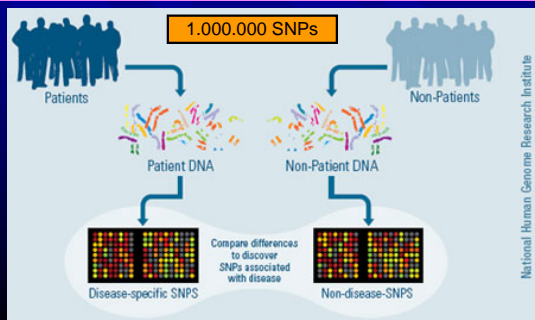 1.000.000 SNPs
Patients
Non-Patients
Patient DNA
Non-Patient DNA
Compare differences
to discover
SNPs associated
with disease
Disease-specific SNPS
Non-disease-SNPS
National Human Genome Research Institute